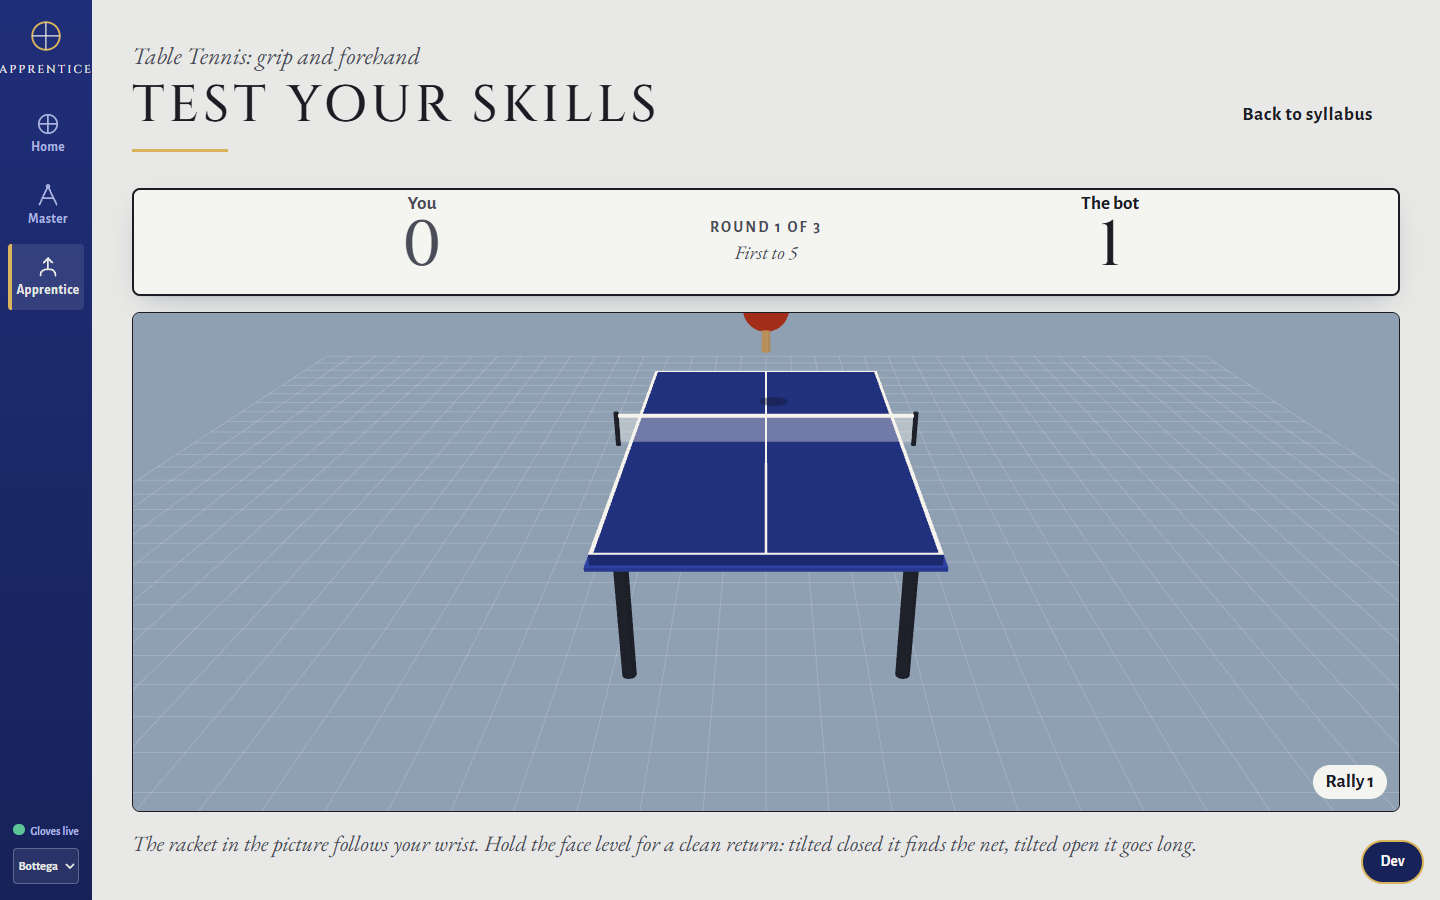 APPRENTICE
Home
Master
Apprentice
Gloves live
Bottega
Table Tennis: grip and forehand
TEST YOUR SKILLS
Back to syllabus
You
0
ROUND 1 OF 3
First to 5
The bot
1
Rally 1
The racket in the picture follows your wrist. Hold the face level for a clean return: tilted closed it finds the net, tilted open it goes long.
Dev